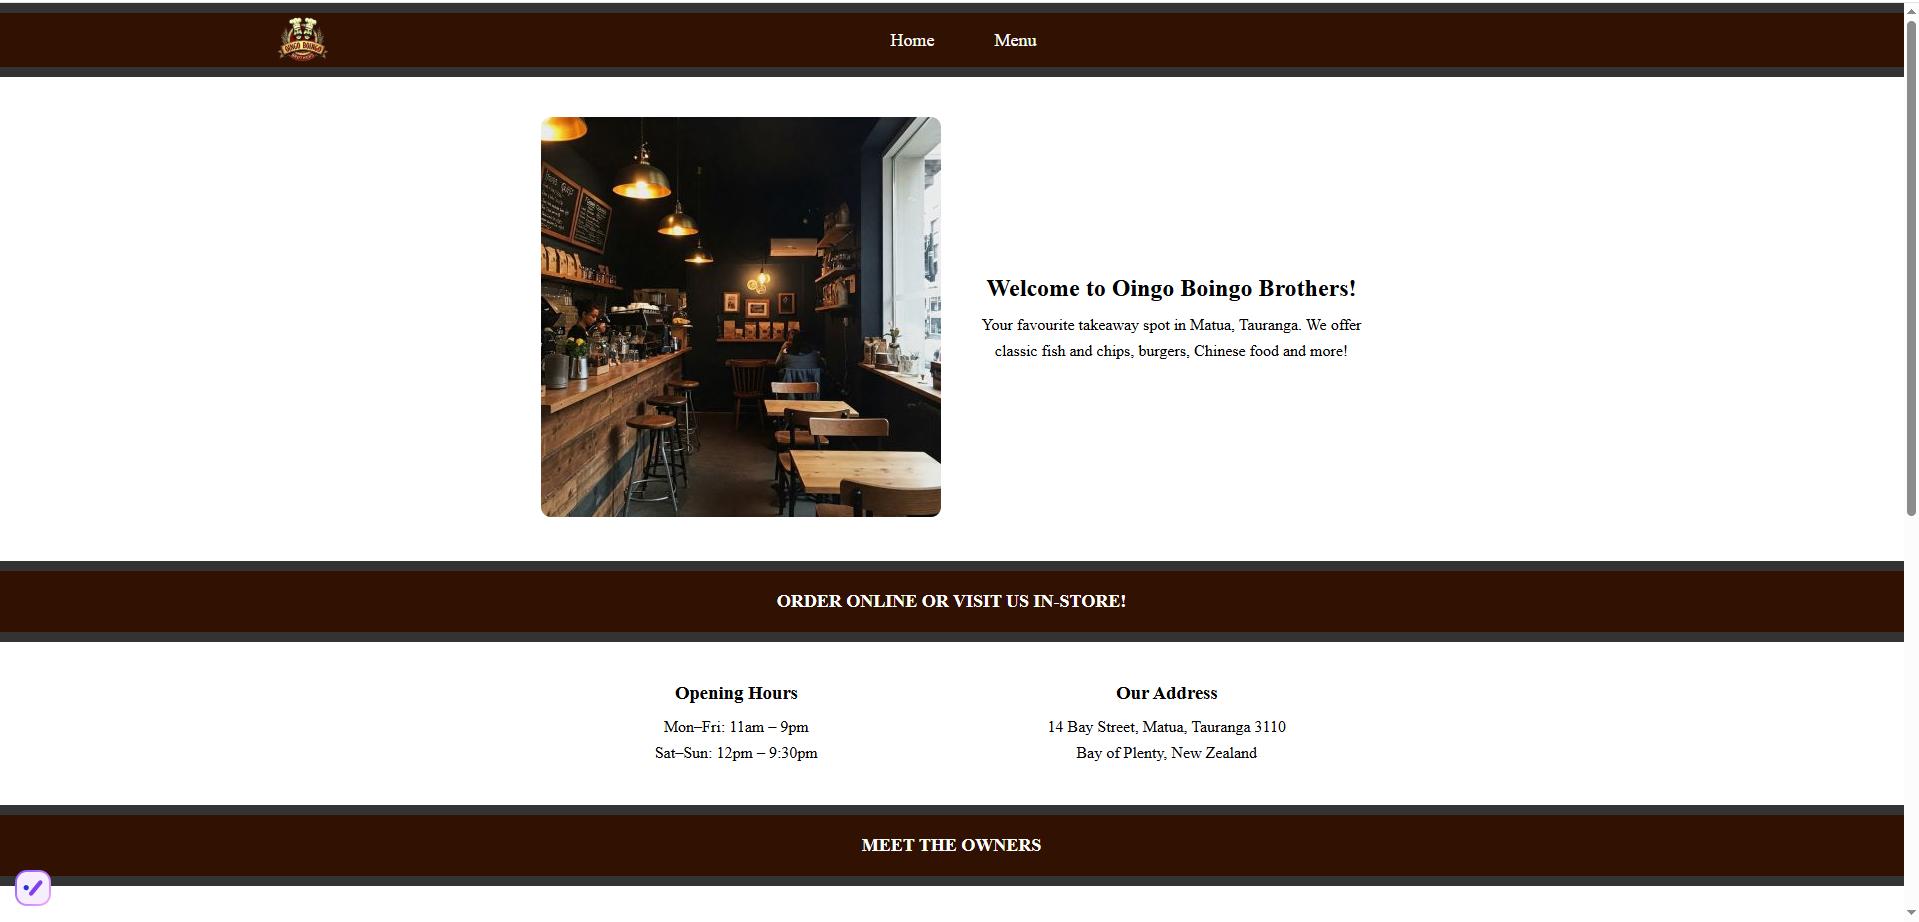 OINGO BOINGO
BROTHERS
Home
Menu
Welcome to Oingo Boingo Brothers!
Your favourite takeaway spot in Matua, Tauranga. We offer
classic fish and chips, burgers, Chinese food and more!
ORDER ONLINE OR VISIT US IN-STORE!
Opening Hours
Mon–Fri: 11am – 9pm
Sat–Sun: 12pm – 9:30pm
Our Address
14 Bay Street, Matua, Tauranga 3110
Bay of Plenty, New Zealand
MEET THE OWNERS